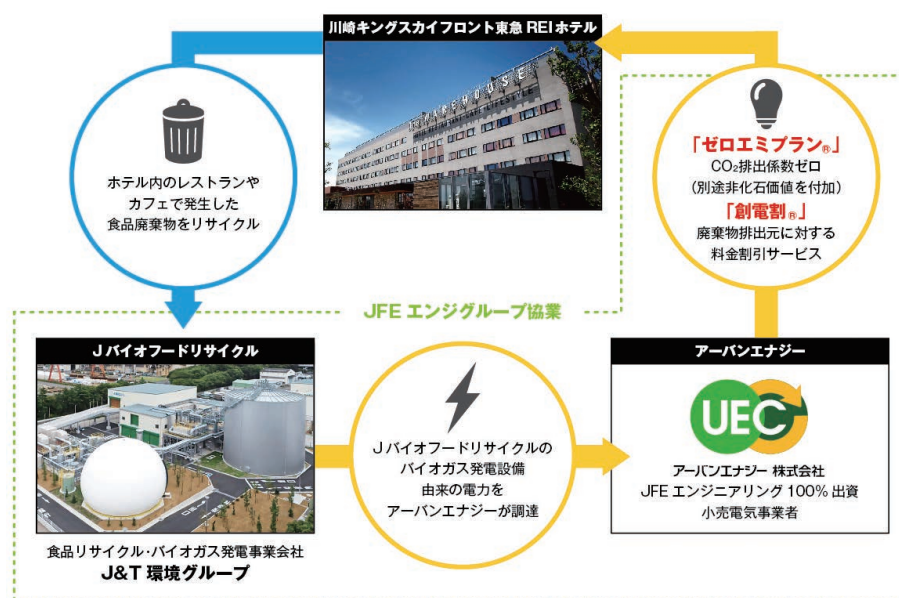 川崎キングスカイフロント東急 REIホテル
THE WAREHOUSE
ホテル内のレストランや
カフェで発生した
食品廃棄物をリサイクル
「ゼロエミプラン®」
CO₂排出係数ゼロ
（別途非化石価値を付加）
「創電割®」
廃棄物排出元に対する
料金割引サービス
JFE エンジグループ協業
J バイオフードリサイクル
食品リサイクル・バイオガス発電事業会社
J&T 環境グループ
J バイオフードリサイクルの
バイオガス発電設備
由来の電力を
アーバンエナジーが調達
アーバンエナジー
UEC
アーバンエナジー 株式会社
JFE エンジニアリング 100% 出資
小売電気事業者